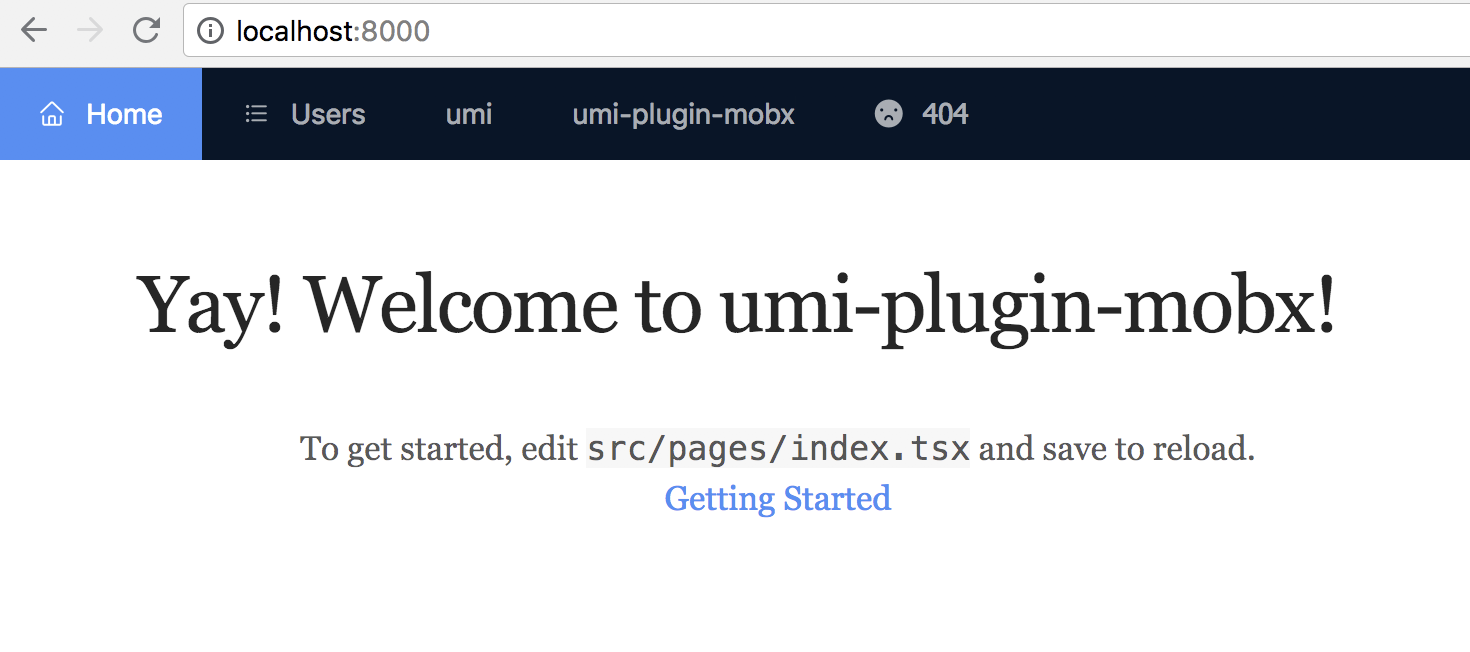 localhost:8000
Home Users umi umi-plugin-mobx 404
Yay! Welcome to umi-plugin-mobx!
To get started, edit src/pages/index.tsx and save to reload.
Getting Started